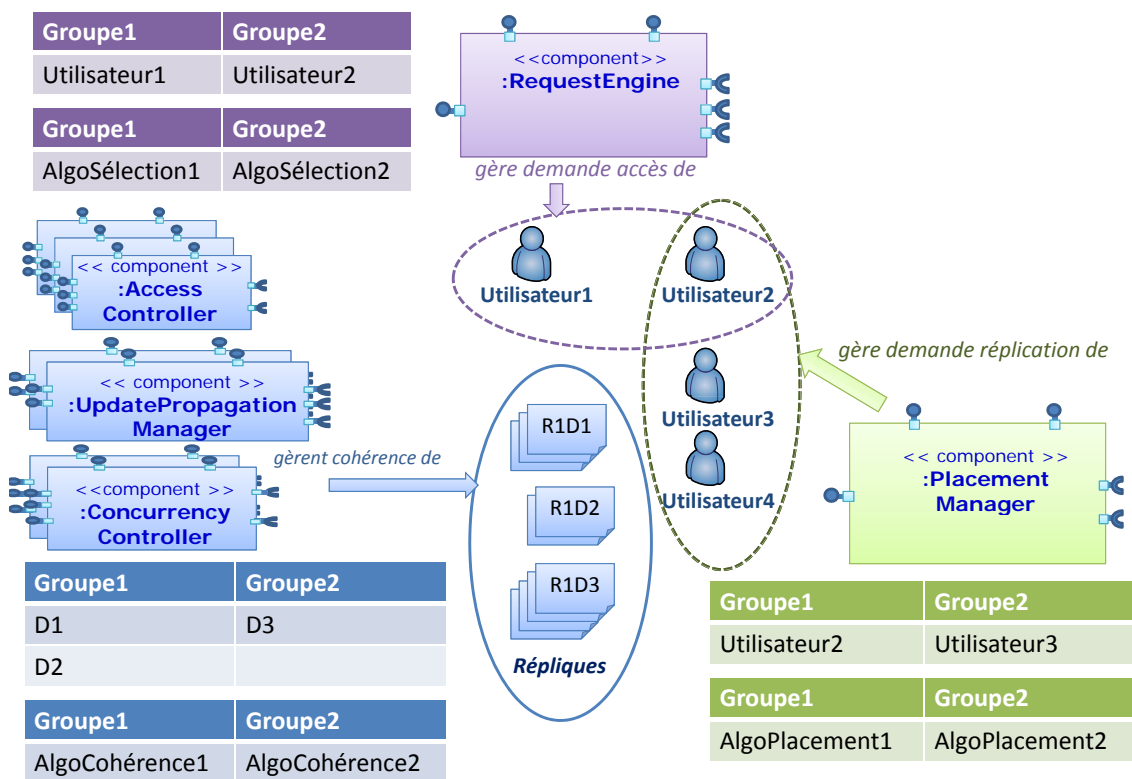 Groupe1 Groupe2
Utilisateur1 Utilisateur2
Groupe1 Groupe2
AlgoSélection1 AlgoSélection2
<<component>>
:RequestEngine
gère demande accès de
Utilisateur1 Utilisateur2
<< component >>
:Access
Controller
<< component >>
:UpdatePropagation
Manager
<<component >>
:Concurrency
Controller
gèrent cohérence de
R1D1
R1D2
R1D3
Répliques
Utilisateur3
Utilisateur4
gère demande réplication de
<< component >>
:Placement
Manager
Groupe1 Groupe2
D1 D3
D2
Groupe1 Groupe2
AlgoCohérence1 AlgoCohérence2
Groupe1 Groupe2
Utilisateur2 Utilisateur3
Groupe1 Groupe2
AlgoPlacement1 AlgoPlacement2